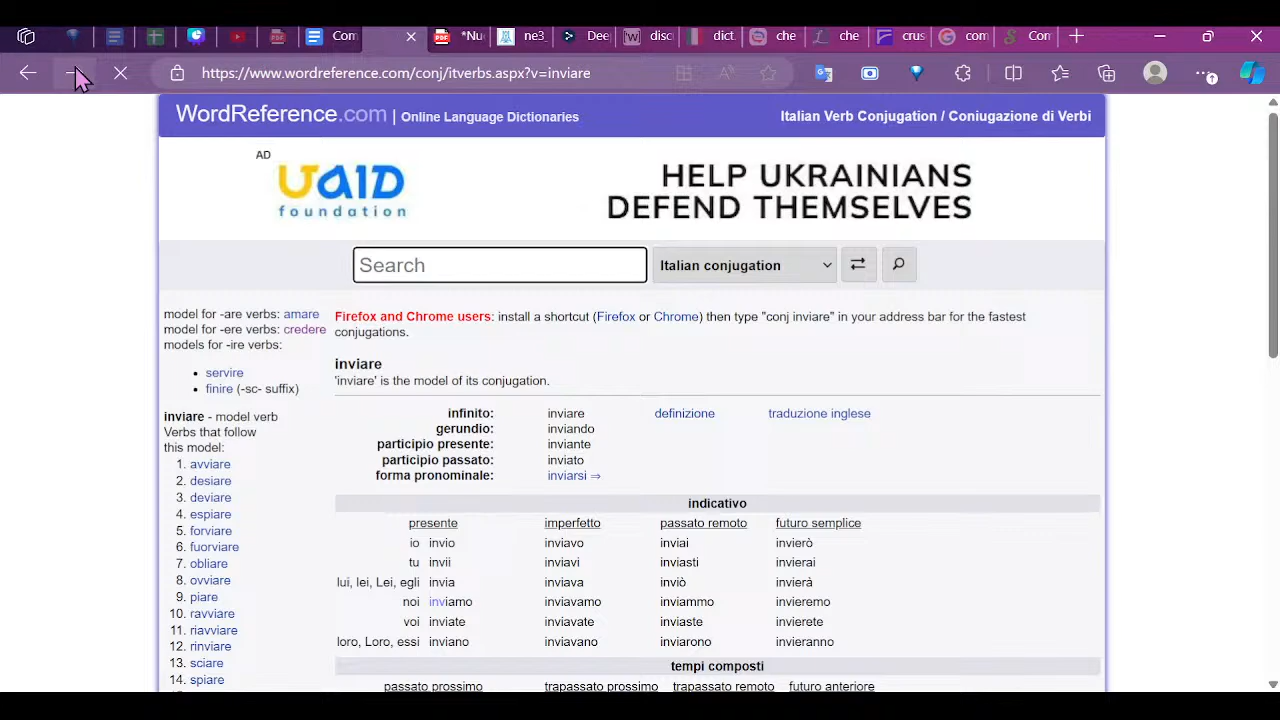 Com
*Nu
ne3_
Dee
disc
dict.
che
che
crus
com
Con
https://www.wordreference.com/conj/itverbs.aspx?v=inviare
WordReference.com | Online Language Dictionaries
Italian Verb Conjugation / Coniugazione di Verbi
AD
UAID
foundation
HELP UKRAINIANS
DEFEND THEMSELVES
Search
Italian conjugation
model for -are verbs: amare
model for -ere verbs: credere
models for -ire verbs:
servire
finire (-sc- suffix)
inviare - model verb
Verbs that follow
this model:
1. avviare
2. desiare
3. deviare
4. espiare
5. forviare
6. fuorviare
7. obliare
8. ovviare
9. piare
10. ravviare
11. riavviare
12. rinviare
13. sciare
14. spiare
Firefox and Chrome users: install a shortcut (Firefox or Chrome) then type "conj inviare" in your address bar for the fastest
conjugations.
inviare
'inviare' is the model of its conjugation.
infinito: inviare definizione traduzione inglese
gerundio: inviando
participio presente: inviante
participio passato: inviato
forma pronominale: inviarsi ⇒
indicativo
presente imperfetto passato remoto futuro semplice
io invio inviavo inviai invierò
tu invii inviavi inviasti invierai
lui, lei, Lei, egli invia inviava inviò invierà
noi inviamo inviavamo inviammo invieremo
voi inviate inviavate inviaste invierete
loro, Loro, essi inviano inviavano inviarono invieranno
tempi composti
passato prossimo trapassato prossimo trapassato remoto futuro anteriore